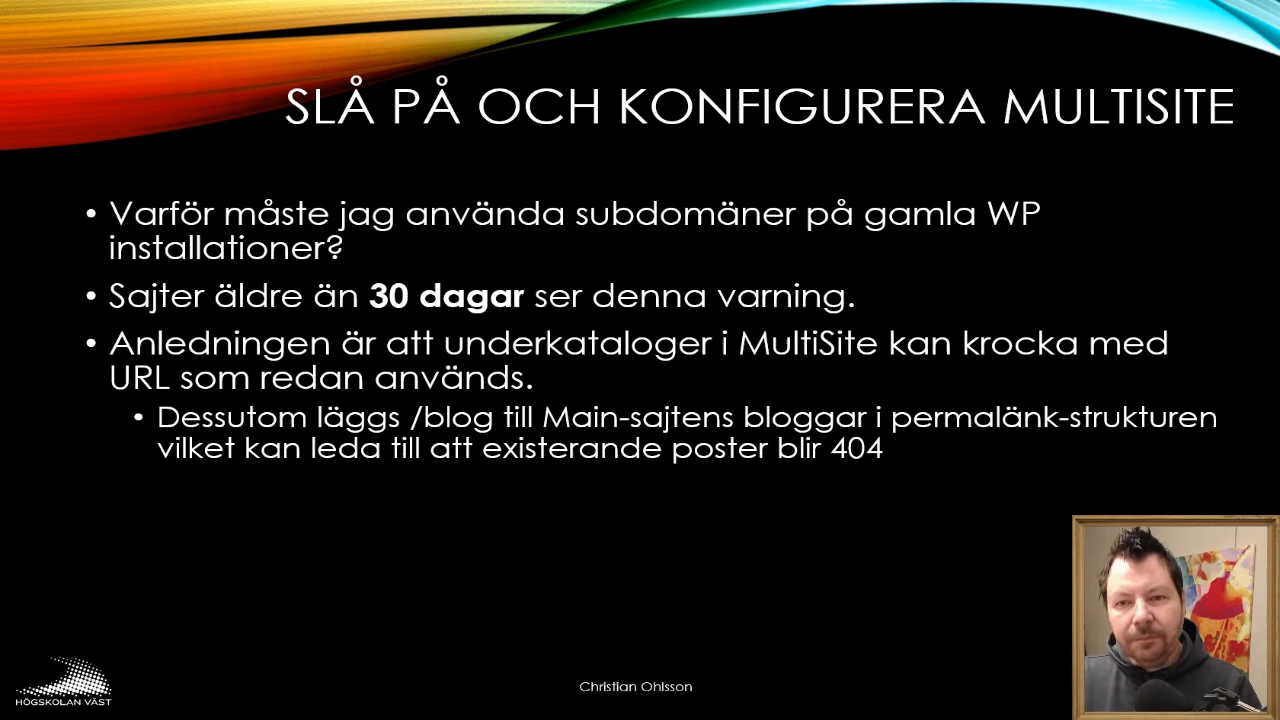 SLÅ PÅ OCH KONFIGURERA MULTISITE
• Varför måste jag använda subdomäner på gamla WP
installationer?
• Sajter äldre än 30 dagar ser denna varning.
• Anledningen är att underkataloger i MultiSite kan krocka med
URL som redan används.
• Dessutom läggs /blog till Main-sajtens bloggar i permalänk-strukturen
vilket kan leda till att existerande poster blir 404
HÖGSKOLAN VÄST
Christian Ohlsson